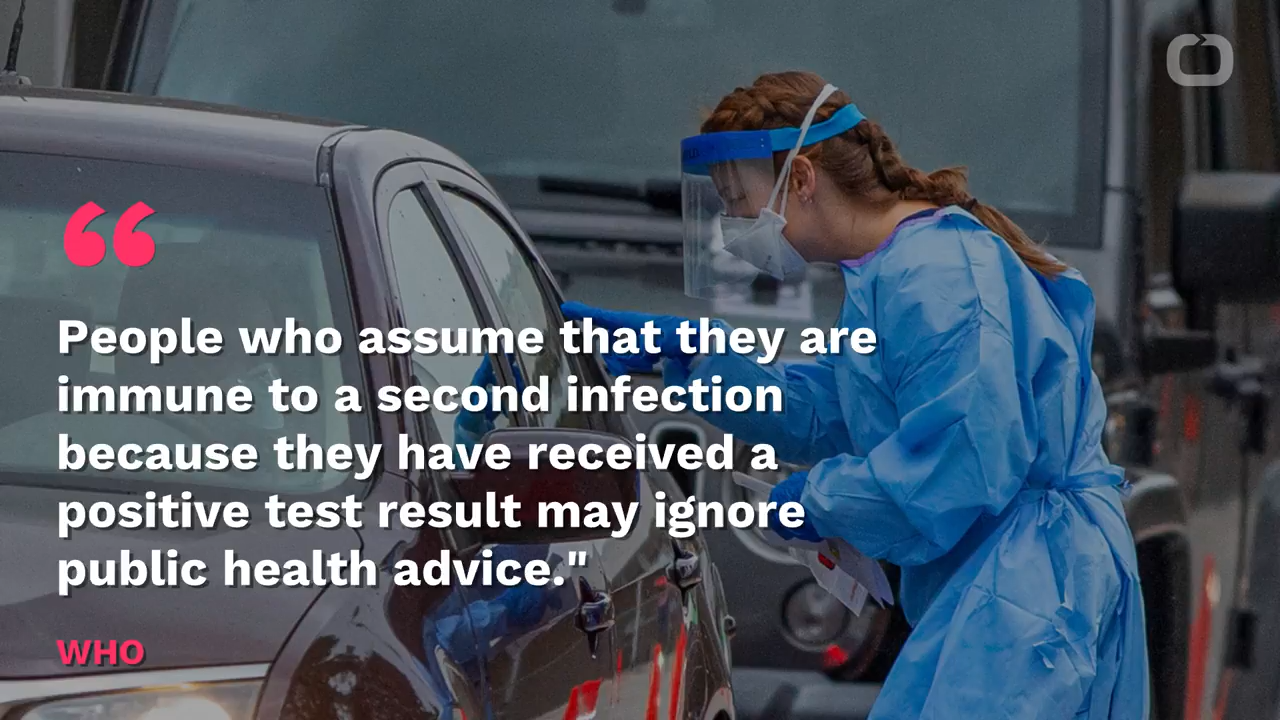 “
People who assume that they are
immune to a second infection
because they have received a
positive test result may ignore
public health advice."
WHO